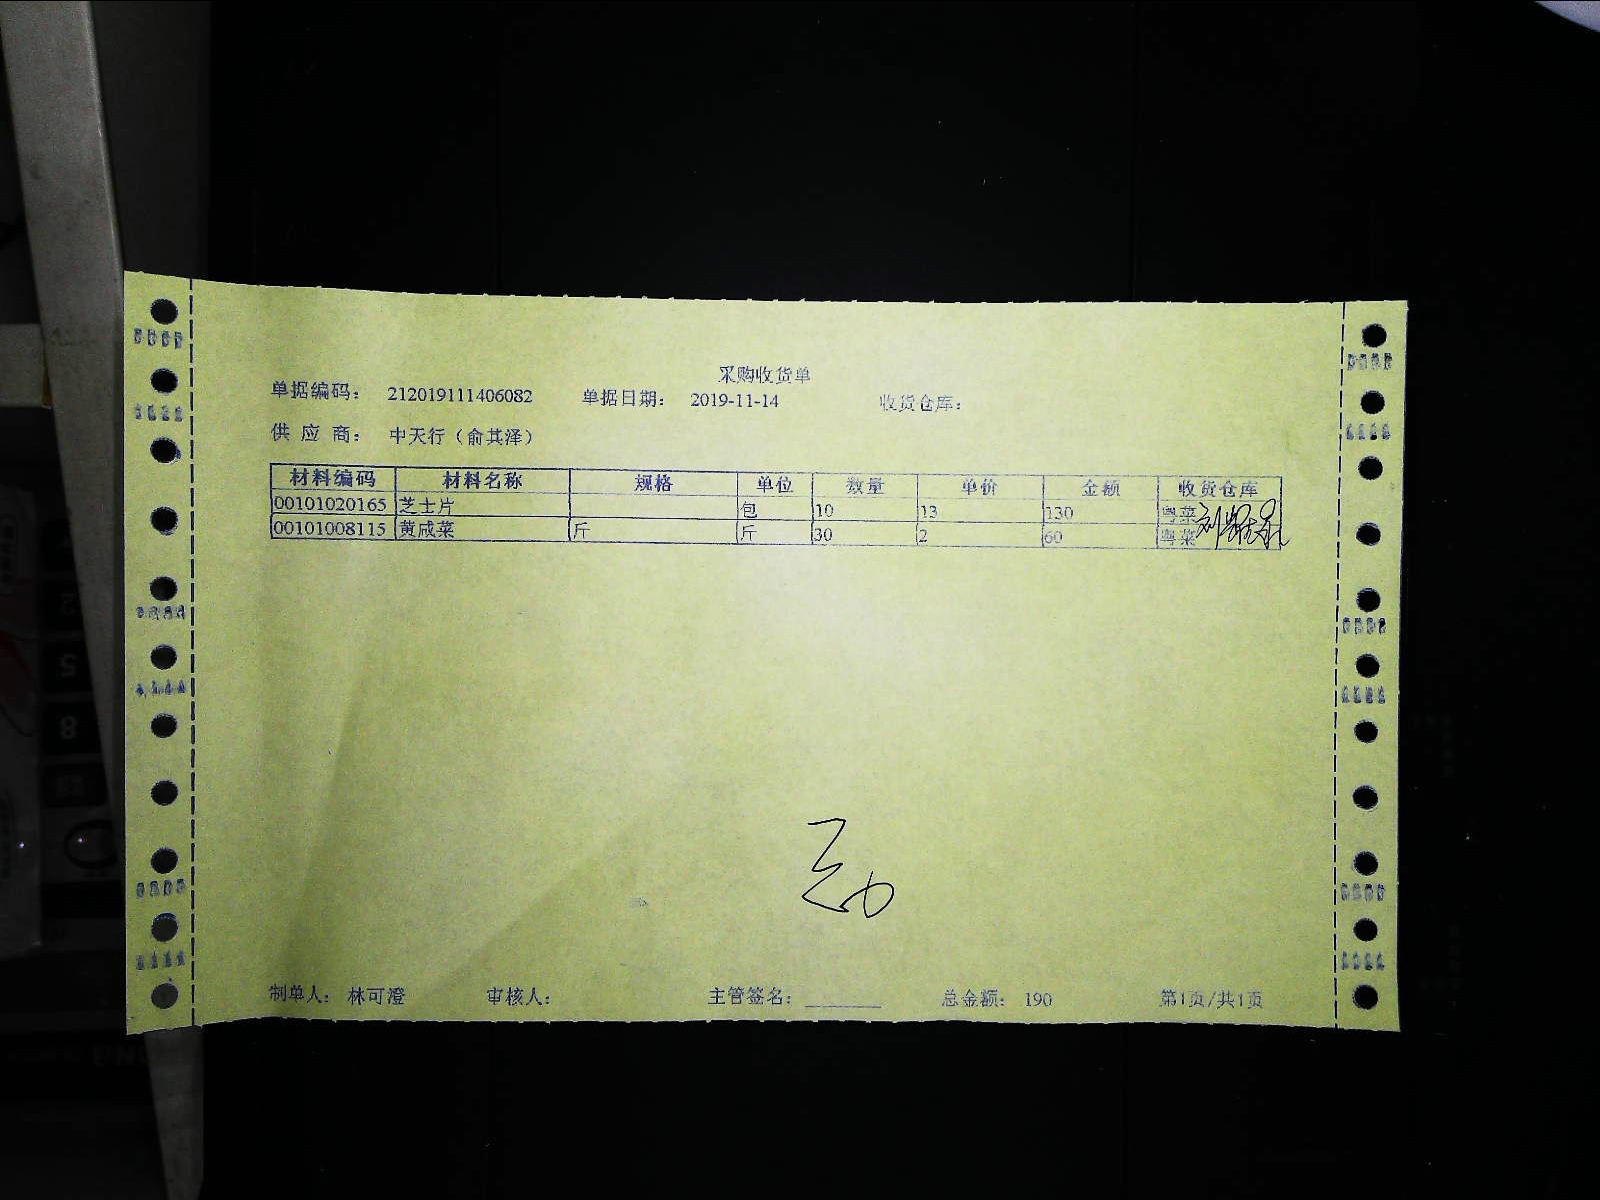 采购收货单
单据编码： 212019111406082 单据日期： 2019-11-14 收货仓库：
供 应 商： 中天行（俞其泽）
材料编码 材料名称 规格 单位 数量 单价 金额 收货仓库
00101020165 芝士片 包 10 13 130 粤菜
00101008115 黄咸菜 斤 斤 30 2 60 粤菜
制单人： 林可澄 审核人： 主管签名： 总金额： 190 第1页/共1页